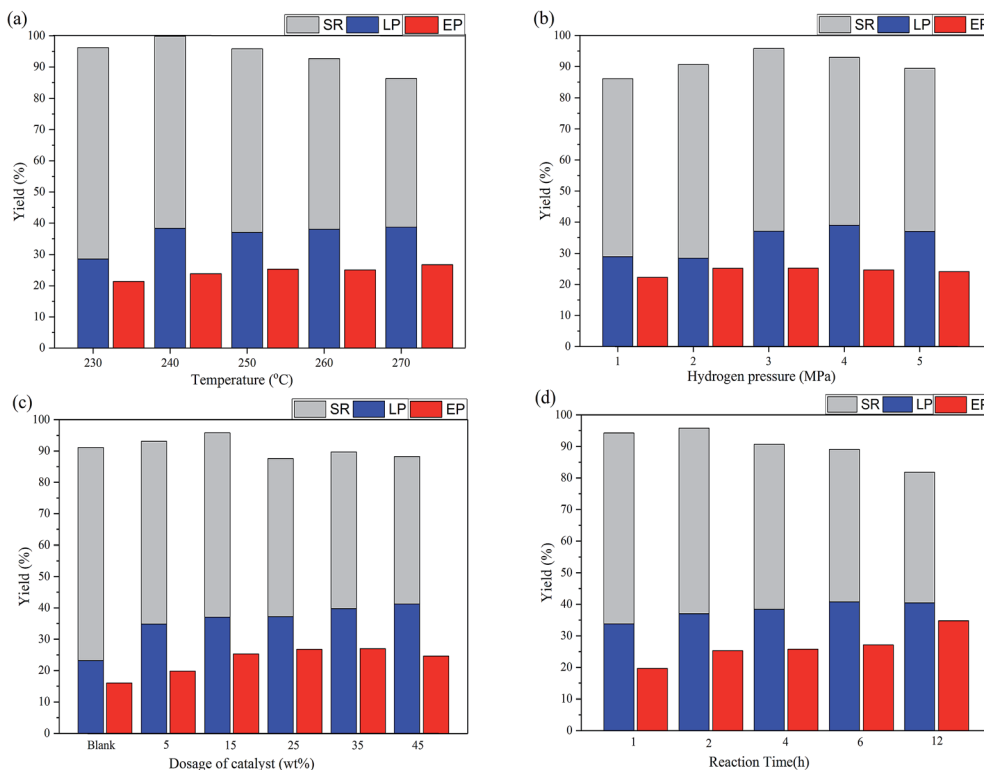 (a)
SR LP EP
100
90
80
70
60
50
40
30
20
10
0
Yield (%)
230 240 250 260 270
Temperature (°C)
(b)
SR LP EP
100
90
80
70
60
50
40
30
20
10
0
Yield (%)
1 2 3 4 5
Hydrogen pressure (MPa)
(c)
SR LP EP
100
90
80
70
60
50
40
30
20
10
0
Yield (%)
Blank 5 15 25 35 45
Dosage of catalyst (wt%)
(d)
SR LP EP
100
90
80
70
60
50
40
30
20
10
0
Yield (%)
1 2 4 6 12
Reaction Time(h)